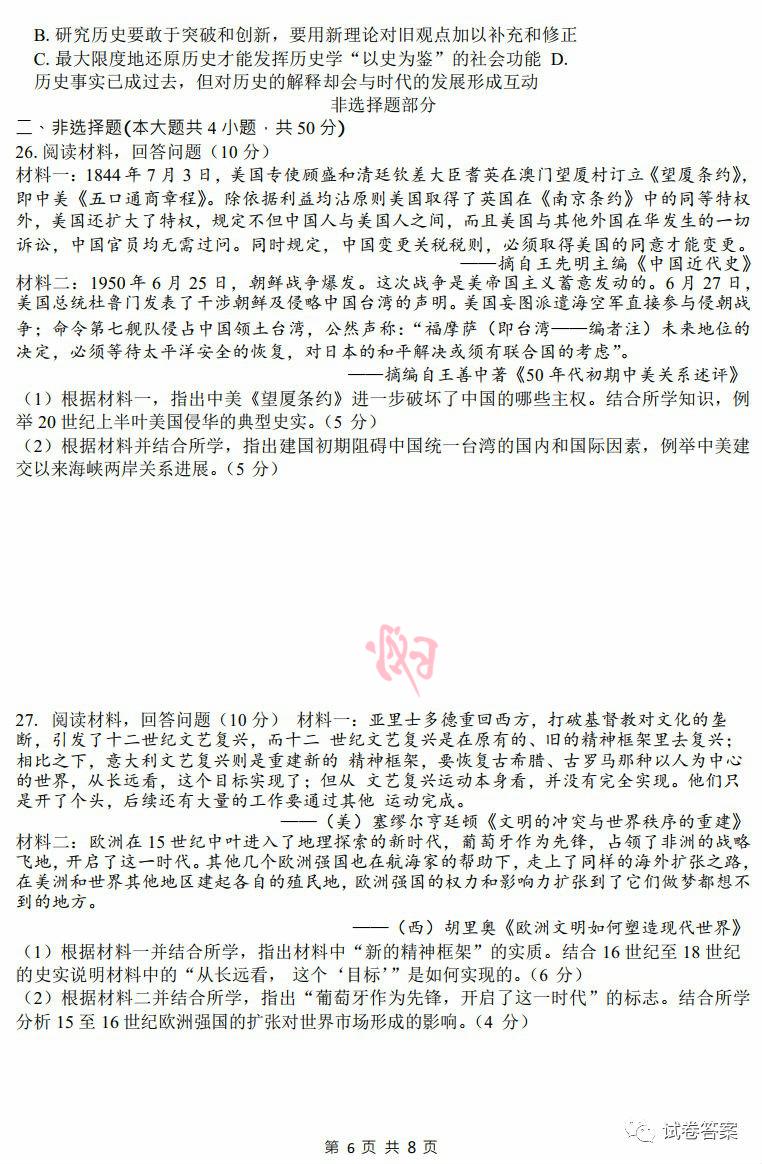 B. 研究历史要敢于突破和创新，要用新理论对旧观点加以补充和修正
C. 最大限度地还原历史才能发挥历史学“以史为鉴”的社会功能 D.
历史事实已成过去，但对历史的解释却会与时代的发展形成互动
非选择题部分
二、非选择题(本大题共 4 小题，共 50 分)
26. 阅读材料，回答问题（10 分）
材料一：1844 年 7 月 3 日，美国专使顾盛和清廷钦差大臣耆英在澳门望厦村订立《望厦条约》，
即中美《五口通商章程》。除依据利益均沾原则美国取得了英国在《南京条约》中的同等特权
外，美国还扩大了特权，规定不但中国人与美国人之间，而且美国与其他外国在华发生的一切
诉讼，中国官员均无需过问。同时规定，中国变更关税税则，必须取得美国的同意才能变更。
——摘自王先明主编《中国近代史》
材料二：1950 年 6 月 25 日，朝鲜战争爆发。这次战争是美帝国主义蓄意发动的。6 月 27 日，
美国总统杜鲁门发表了干涉朝鲜及侵略中国台湾的声明。美国妄图派遣海空军直接参与侵朝战
争；命令第七舰队侵占中国领土台湾，公然声称：“福摩萨（即台湾——编者注）未来地位的
决定，必须等待太平洋安全的恢复，对日本的和平解决或须有联合国的考虑”。
——摘编自王善中著《50 年代初期中美关系述评》
（1）根据材料一，指出中美《望厦条约》进一步破坏了中国的哪些主权。结合所学知识，例
举 20 世纪上半叶美国侵华的典型史实。（5 分）
（2）根据材料并结合所学，指出建国初期阻碍中国统一台湾的国内和国际因素，例举中美建
交以来海峡两岸关系进展。（5 分）
27. 阅读材料，回答问题（10 分） 材料一：亚里士多德重回西方，打破基督教对文化的垄
断，引发了十二世纪文艺复兴，而十二 世纪文艺复兴是在原有的、旧的精神框架里去复兴；
相比之下，意大利文艺复兴则是重建新的 精神框架，要恢复古希腊、古罗马那种以人为中心
的世界，从长远看，这个目标实现了；但从 文艺复兴运动本身看，并没有完全实现。他们只
是开了个头，后续还有大量的工作要通过其他 运动完成。
——（美）塞缪尔亨廷顿《文明的冲突与世界秩序的重建》
材料二：欧洲在 15 世纪中叶进入了地理探索的新时代，葡萄牙作为先锋，占领了非洲的战略
飞地，开启了这一时代。其他几个欧洲强国也在航海家的帮助下，走上了同样的海外扩张之路，
在美洲和世界其他地区建起各自的殖民地，欧洲强国的权力和影响力扩张到了它们做梦都想不
到的地方。
——（西）胡里奥《欧洲文明如何塑造现代世界》
（1）根据材料一并结合所学，指出材料中“新的精神框架”的实质。结合 16 世纪至 18 世纪
的史实说明材料中的“从长远看， 这个‘目标’”是如何实现的。（6 分）
（2）根据材料二并结合所学，指出“葡萄牙作为先锋，开启了这一时代”的标志。结合所学
分析 15 至 16 世纪欧洲强国的扩张对世界市场形成的影响。（4 分）
试卷答案
第 6 页 共 8 页